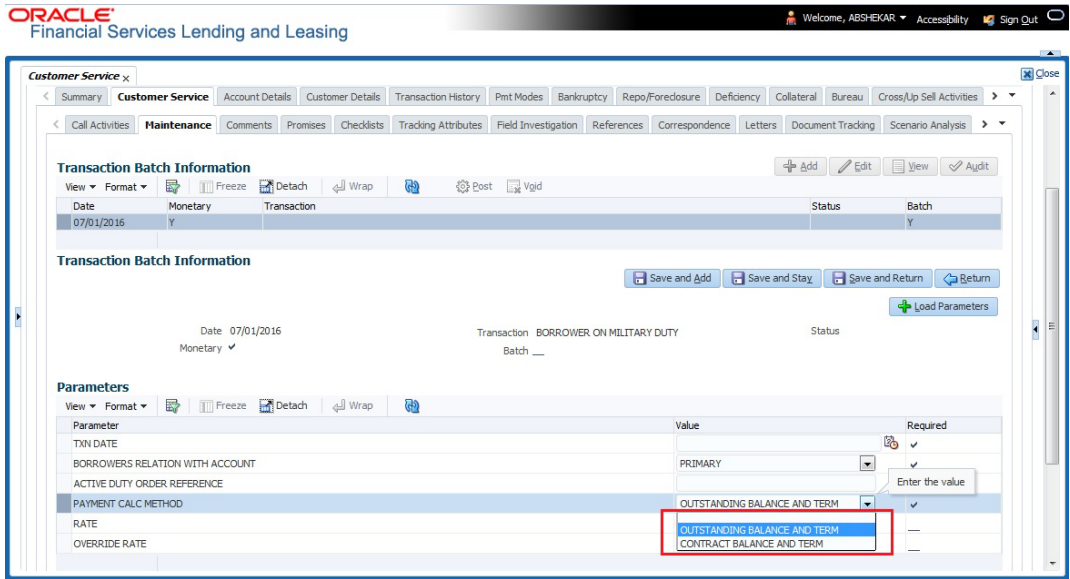 ORACLE
Financial Services Lending and Leasing
Welcome, ABSHEKAR Accessibility Sign Out
Close
Customer Service x
Summary Customer Service Account Details Customer Details Transaction History Pmt Modes Bankruptcy Repo/Foreclosure Deficiency Collateral Bureau Cross/Up Sell Activities
Call Activities Maintenance Comments Promises Checklists Tracking Attributes Field Investigation References Correspondence Letters Document Tracking Scenario Analysis
Transaction Batch Information
Add Edit View Audit
View Format Freeze Detach Wrap Post Void
Date Monetary Transaction Status Batch
07/01/2016 Y Y
Transaction Batch Information
Save and Add Save and Stay Save and Return Return
Load Parameters
Date 07/01/2016 Transaction BORROWER ON MILITARY DUTY Status
Monetary Batch
Parameters
View Format Freeze Detach Wrap
Parameter Value Required
TXN DATE
BORROWERS RELATION WITH ACCOUNT PRIMARY
ACTIVE DUTY ORDER REFERENCE Enter the value
PAYMENT CALC METHOD OUTSTANDING BALANCE AND TERM
RATE OUTSTANDING BALANCE AND TERM
OVERRIDE RATE CONTRACT BALANCE AND TERM